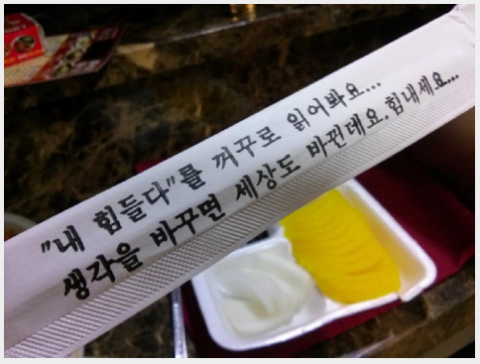 "내 힘들다"를 꺼꾸로 읽어봐요...
생각을 바꾸면 세상도 바뀐데요.힘내세요...